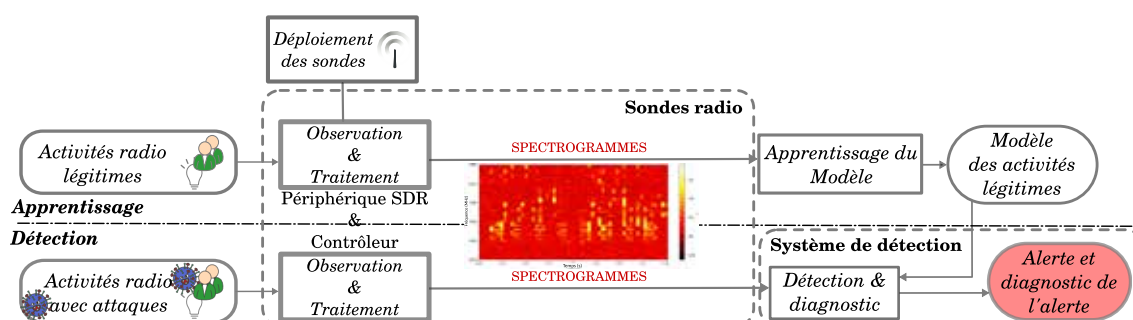 Déploiement
des sondes
Sondes radio
Activités radio
légitimes
Observation
&
Traitement
SPECTROGRAMMES
Apprentissage du
Modèle
Modèle
des activités
légitimes
Périphérique SDR
&
Contrôleur
Apprentissage
Détection
Temps (s)
Système de détection
Activités radio
avec attaques
Observation
&
Traitement
SPECTROGRAMMES
Détection &
diagnostic
Alerte et
diagnostic de
l'alerte